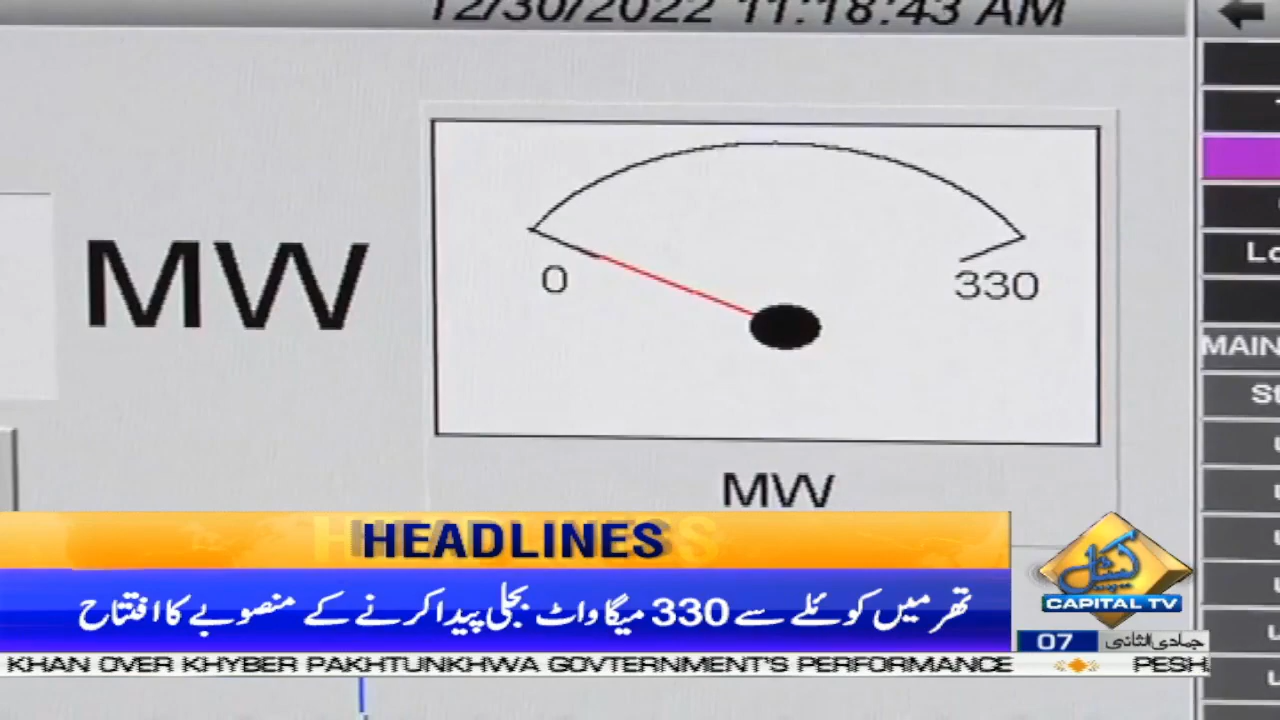 12/30/2022 11:18:43 AM
MW
0
330
MW
MAIN
HEADLINES
تھر میں کوئلے سے 330 میگاواٹ بجلی پیدا کرنے کے منصوبے کا افتتاح
کیپیٹل
CAPITAL TV
07 جمادی الثانی
KHAN OVER KHYBER PAKHTUNKHWA GOVTERNMENT'S PERFORMANCE PESH